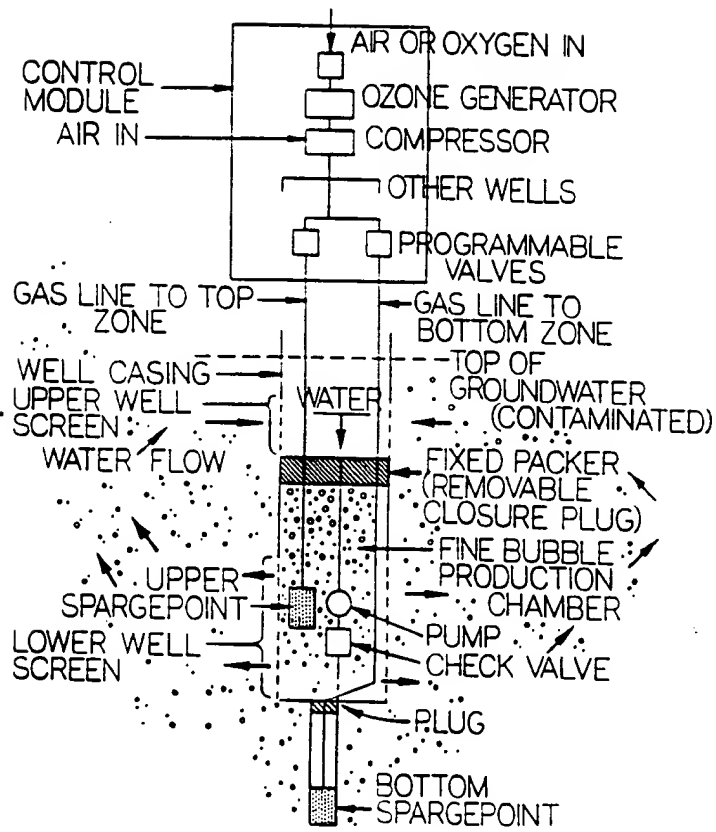 AIR OR OXYGEN IN
CONTROL
MODULE
OZONE GENERATOR
AIR IN
COMPRESSOR
OTHER WELLS
PROGRAMMABLE
VALVES
GAS LINE TO TOP
ZONE
GAS LINE TO
BOTTOM ZONE
WELL CASING
TOP OF
GROUNDWATER
(CONTAMINATED)
UPPER WELL
SCREEN
WATER
WATER FLOW
FIXED PACKER
(REMOVABLE
CLOSURE PLUG)
FINE BUBBLE
PRODUCTION
CHAMBER
UPPER
SPARGEPOINT
PUMP
LOWER WELL
SCREEN
CHECK VALVE
PLUG
BOTTOM
SPARGEPOINT